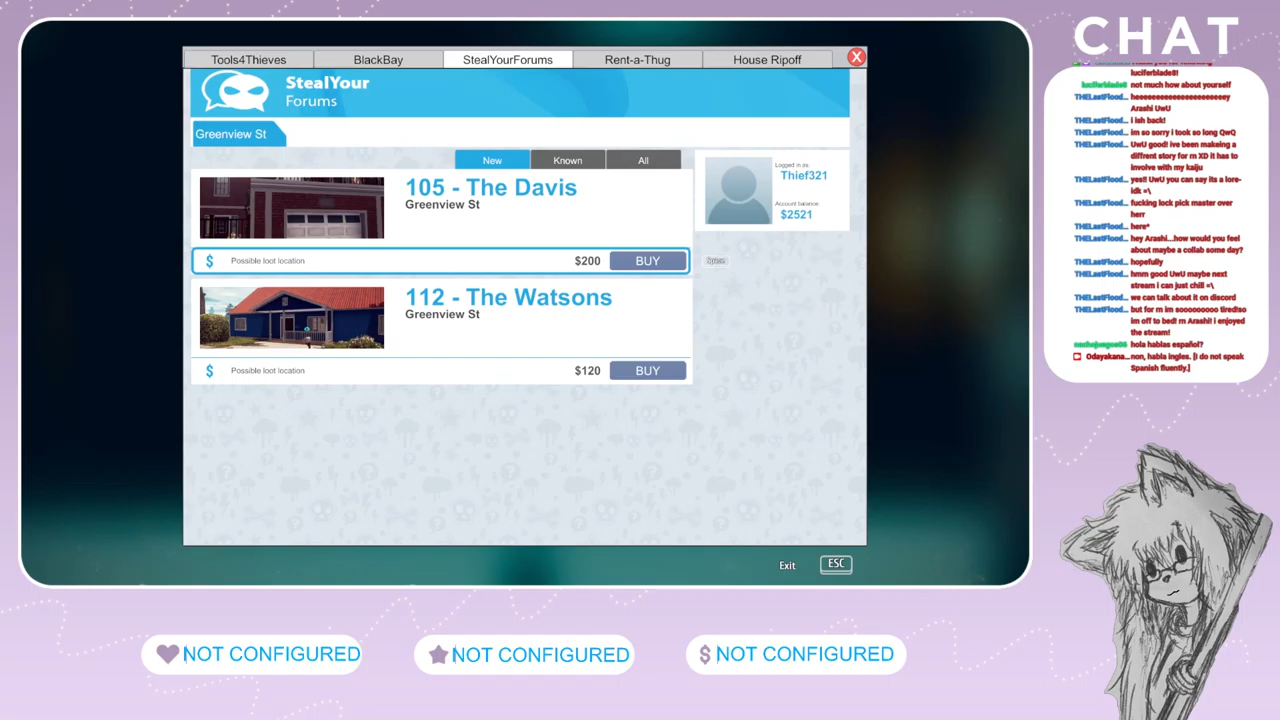 CHAT
Tools4Thieves
BlackBay
StealYourForums
Rent-a-Thug
House Ripoff
X
StealYour
Forums
Greenview St
New
Known
All
Logged in as:
Thief321
Account balance:
$2521
105 - The Davis
Greenview St
$ Possible loot location $200 BUY
112 - The Watsons
Greenview St
$ Possible loot location $120 BUY
Exit ESC
luciferblade8!
luciferblade8 not much how about yourself
THELastFlood... heeeeeeeeeeeeeeeeeeeeey
Arashi UwU
THELastFlood... i ish back!
THELastFlood... im so sorry i took so long QwQ
THELastFlood... UwU good! ive been makeing a
diffrent story for rn XD it has to
involve with my kaiju
THELastFlood... yes!! UwU you can say its a lore-
idk =\
THELastFlood... fucking lock pick master over
herr
THELastFlood... here*
THELastFlood... hey Arashi...how would you feel
about maybe a collab some day?
THELastFlood... hopefully
THELastFlood... hmm good UwU maybe next
stream i can just chill =\
THELastFlood... we can talk about it on discord
THELastFlood... but for rn im sooooooooo tired!so
im off to bed! rn Arashi! i enjoyed
the stream!
hola hablas español?
Odayakana... non, habla ingles. [I do not speak
Spanish fluently.]
NOT CONFIGURED
NOT CONFIGURED
$ NOT CONFIGURED